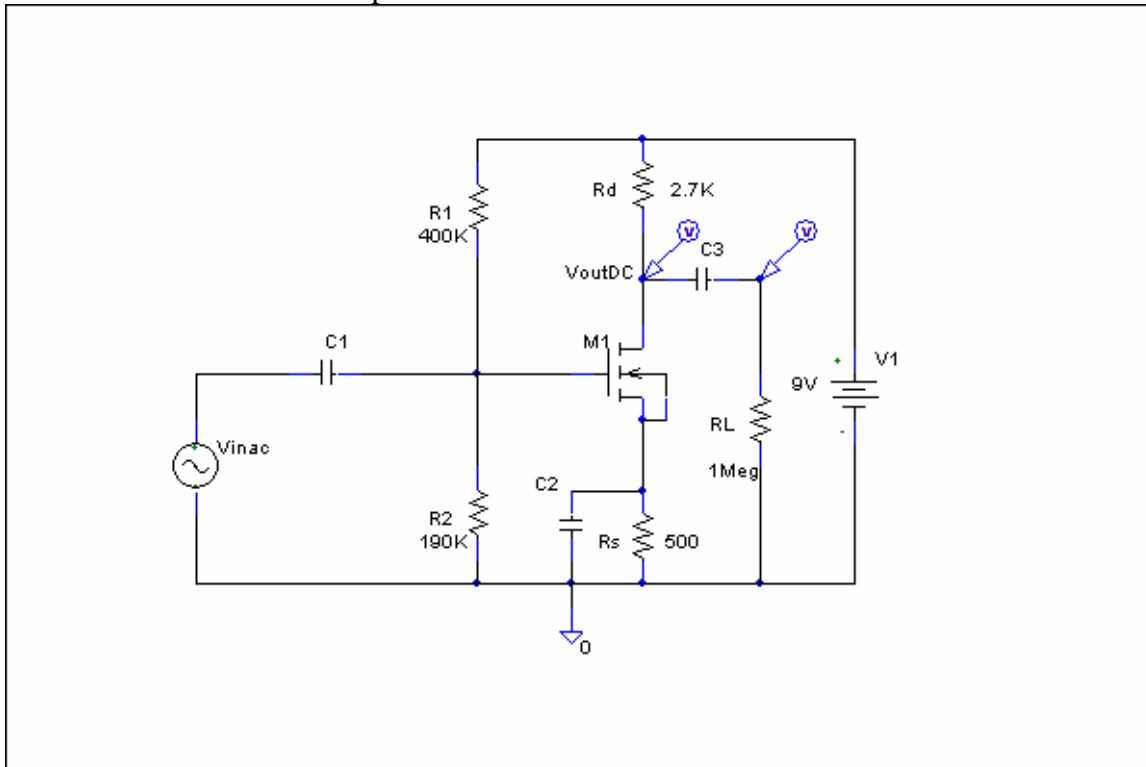 Rd 2.7K
R1
400K
V
V
C3
VoutDC
C1
M1
+
V1
9V
-
RL
1Meg
Vinac
C2
R2
190K
Rs 500
0